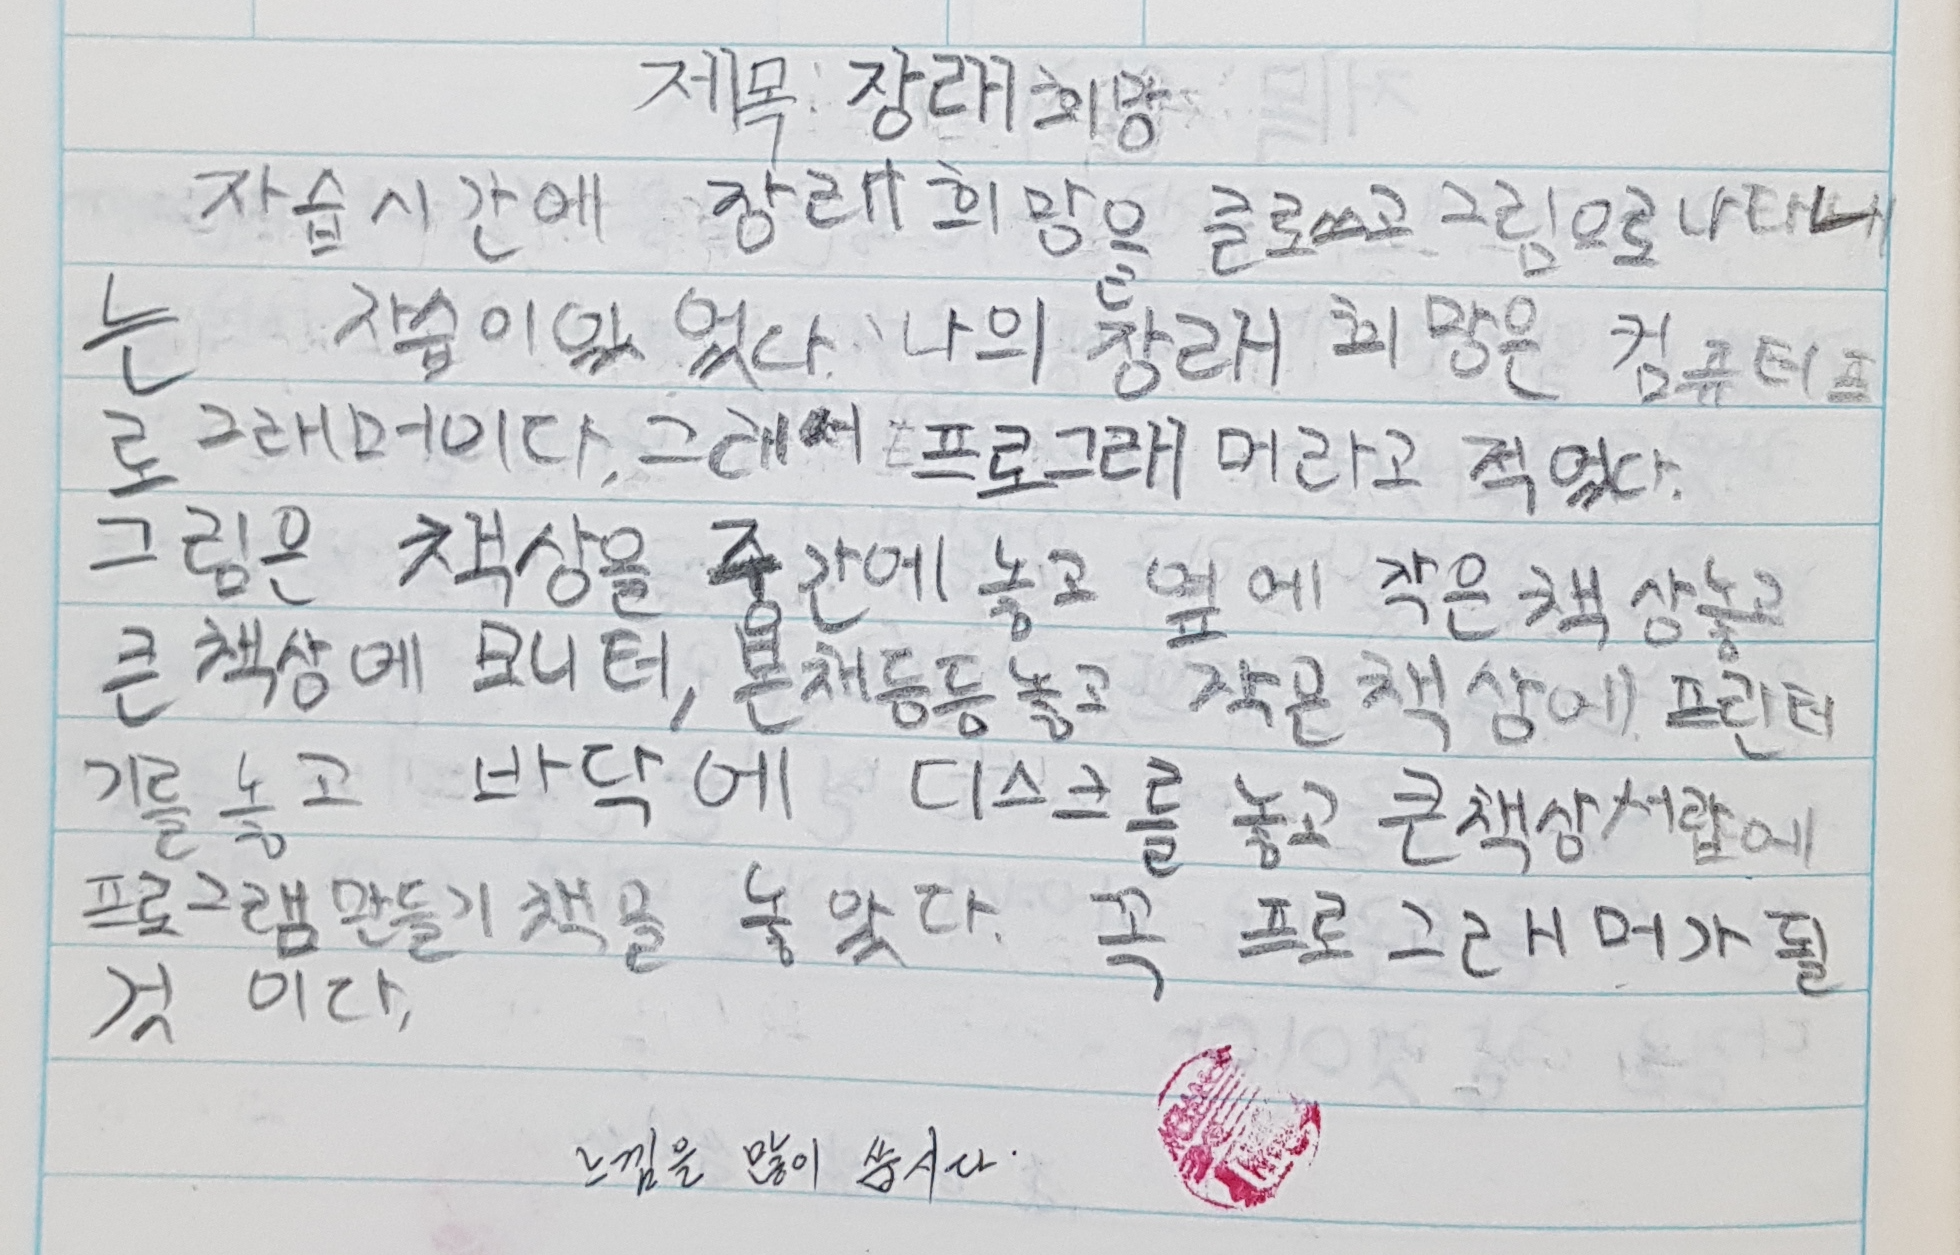 제목: 장래희망
자습시간에 장래희망을 글로쓰고 그림으로 나타내
는 자습이 있었다. 나의 장래 희망은 컴퓨터프
로그래머이다. 그래서 프로그래머라고 적었다.
그림은 책상을 중간에 놓고 옆에 작은 책상놓고
큰 책상에 모니터, 본채등등놓고 작은책상에 프린터
기를 놓고 바닥에 디스크를 놓고 큰책상서랍에
프로그램만들기 책을 놓았다. 꼭 프로그래머가 될
것 이다.
느낌을 많이 씁시다.